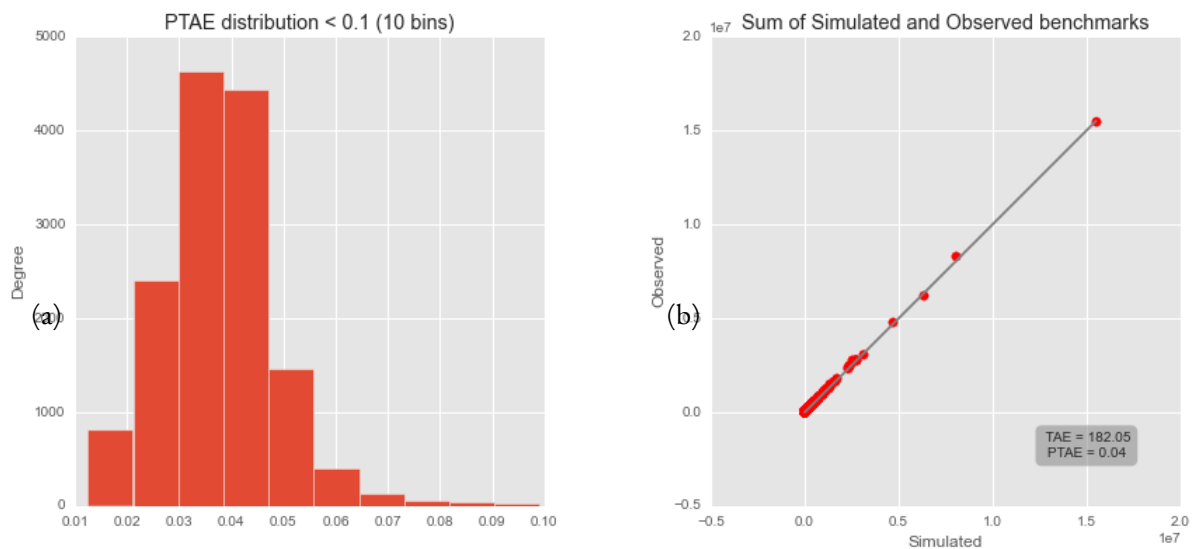 PTAE distribution < 0.1 (10 bins)
5000
4000
3000
2000
1000
0
Degree
(a)
0.01 0.02 0.03 0.04 0.05 0.06 0.07 0.08 0.09 0.10
1e7 Sum of Simulated and Observed benchmarks
2.0
1.5
1.0
0.5
0.0
−0.5
Observed
(b)
TAE = 182.05
PTAE = 0.04
−0.5 0.0 0.5 1.0 1.5 2.0
Simulated 1e7